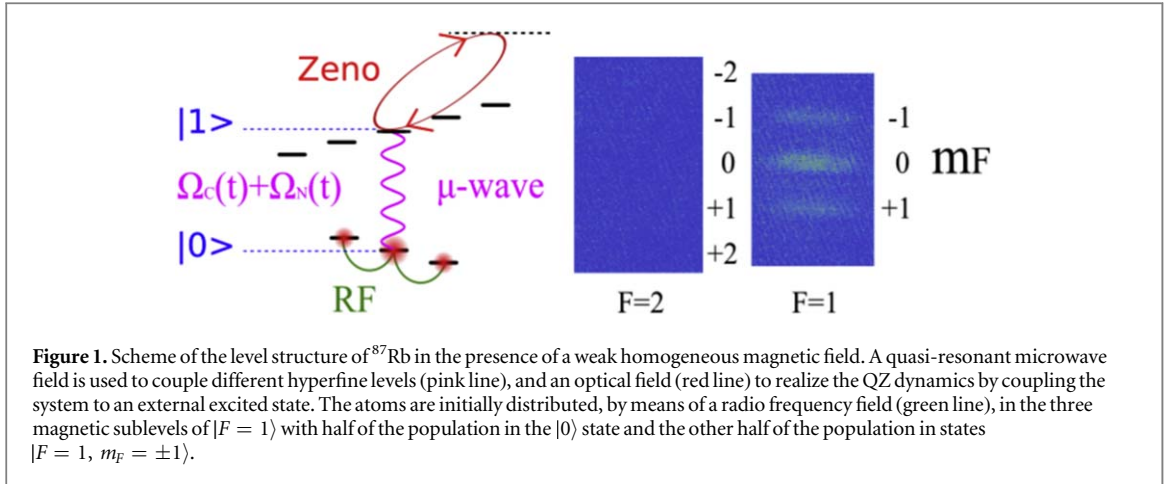 Zeno
|1>
Ωc(t)+ΩN(t)
μ-wave
|0>
RF
-2
-1
0
+1
+2
F=2
-1
0
+1
mF
F=1
Figure 1. Scheme of the level structure of ⁸⁷Rb in the presence of a weak homogeneous magnetic field. A quasi-resonant microwave
field is used to couple different hyperfine levels (pink line), and an optical field (red line) to realize the QZ dynamics by coupling the
system to an external excited state. The atoms are initially distributed, by means of a radio frequency field (green line), in the three
magnetic sublevels of |F = 1⟩ with half of the population in the |0⟩ state and the other half of the population in states
|F = 1, m_F = ±1⟩.